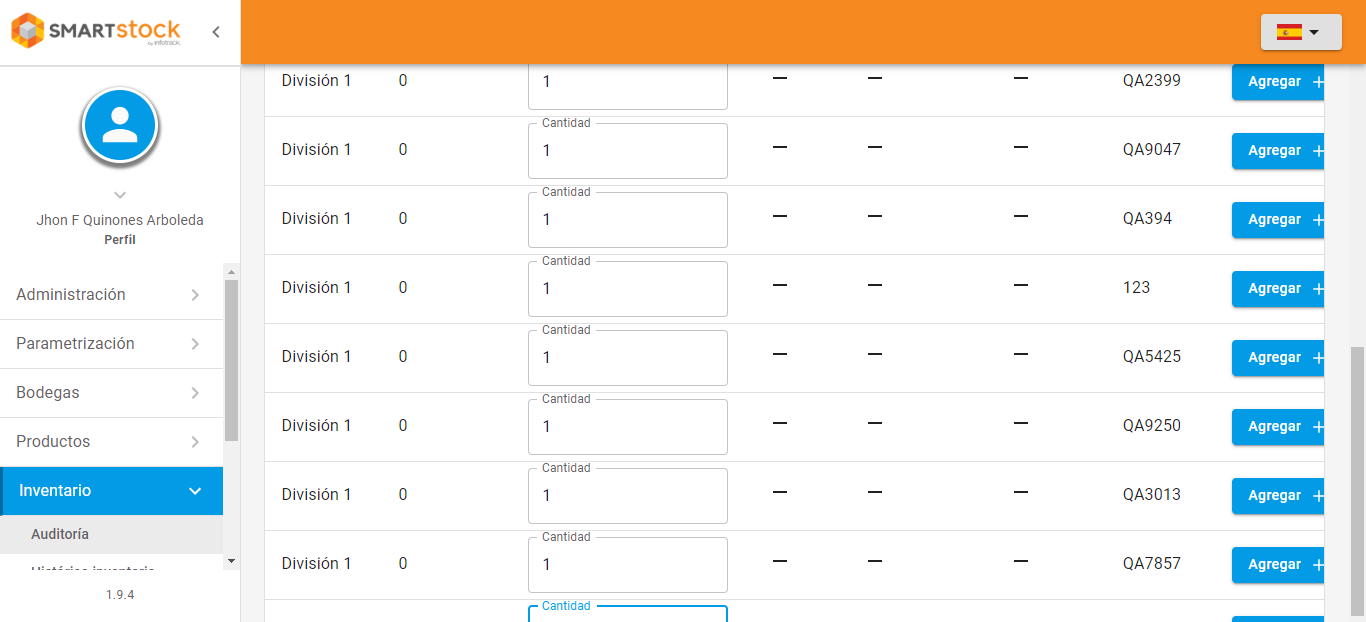 SMARTstock
by infotrack.
Jhon F Quinones Arboleda
Perfil
Administración
Parametrización
Bodegas
Productos
Inventario
Auditoría
Histórico inventario
1.9.4
División 1 0 1 — — — QA2399 Agregar +
Cantidad
División 1 0 1 — — — QA9047 Agregar +
Cantidad
División 1 0 1 — — — QA394 Agregar +
Cantidad
División 1 0 1 — — — 123 Agregar +
Cantidad
División 1 0 1 — — — QA5425 Agregar +
Cantidad
División 1 0 1 — — — QA9250 Agregar +
Cantidad
División 1 0 1 — — — QA3013 Agregar +
Cantidad
División 1 0 1 — — — QA7857 Agregar +
Cantidad